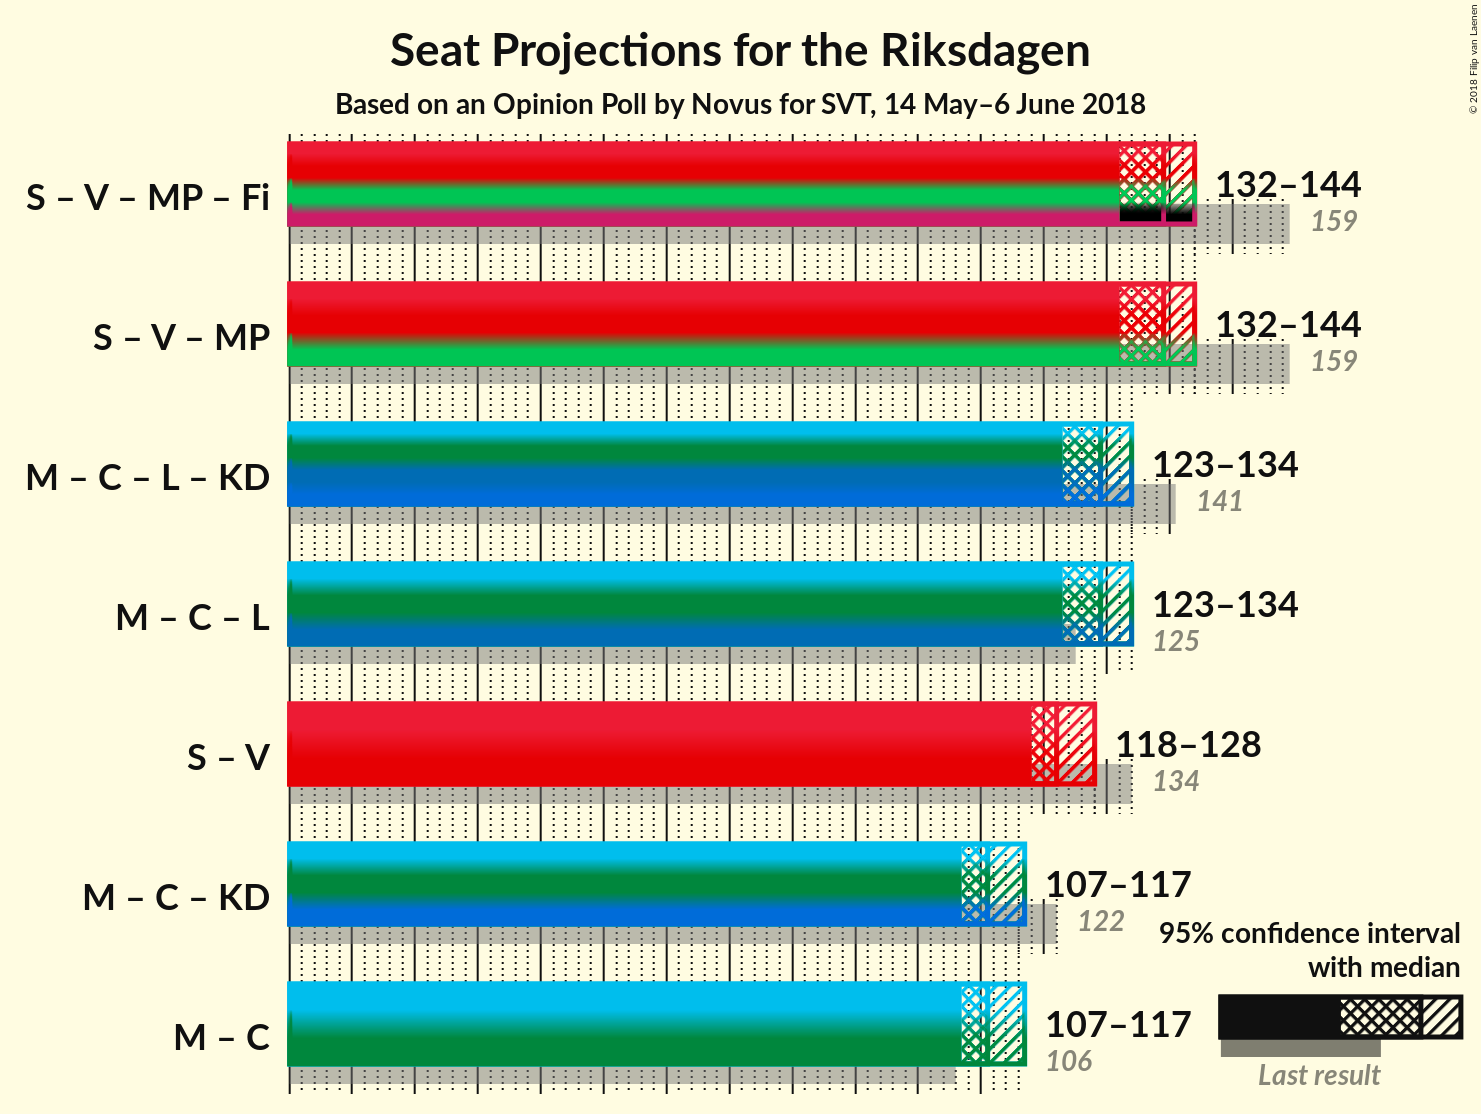 Seat Projections for the Riksdagen
Based on an Opinion Poll by Novus for SVT, 14 May–6 June 2018
© 2018 Filip van Laenen
S – V – MP – Fi
132–144
159
S – V – MP
132–144
159
M – C – L – KD
123–134
141
M – C – L
123–134
125
S – V
118–128
134
M – C – KD
107–117
122
M – C
107–117
106
95% confidence interval
with median
Last result